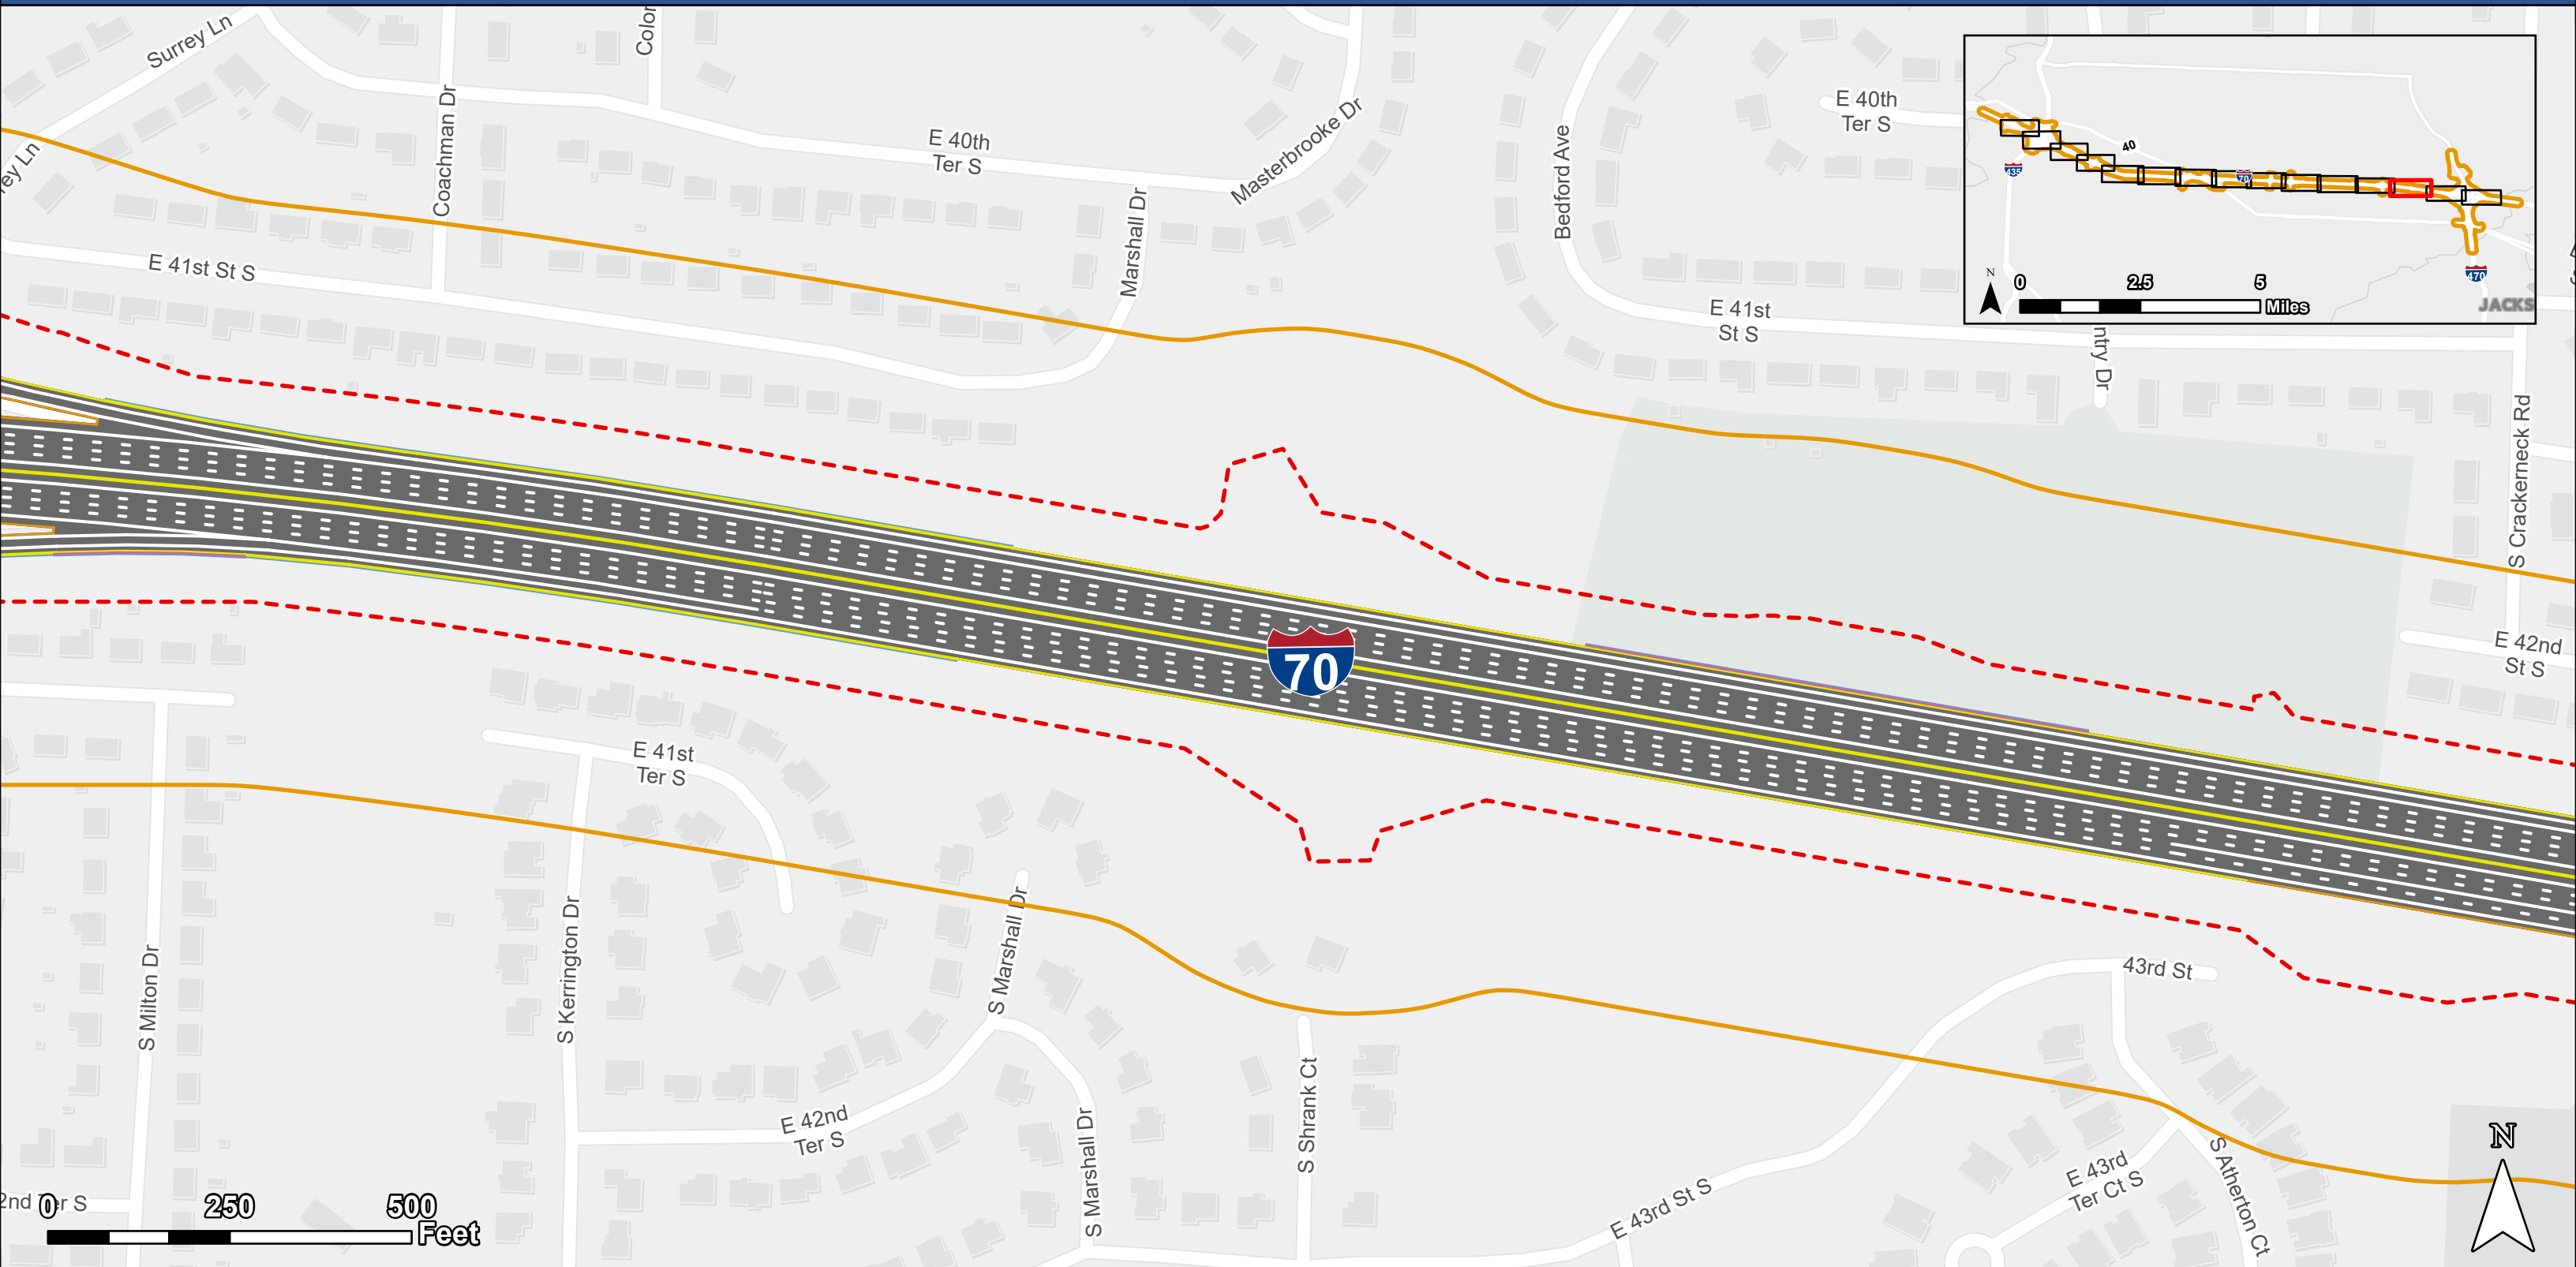 Surrey Ln
Coachman Dr
E 40th
Ter S
Masterbrooke Dr
Marshall Dr
Bedford Ave
E 40th
Ter S
40
435
70
470
N
0 2.5 5
Miles
JACKS
E 41st St S
E 41st
St S
ntry Dr
S Crackerneck Rd
E 42nd
St S
70
E 41st
Ter S
S Milton Dr
S Kerrington Dr
S Marshall Dr
43rd St
E 42nd
Ter S
S Marshall Dr
S Shrank Ct
E 43rd St S
E 43rd
Ter Ct S
S Atherton Ct
N
0 250 500
Feet